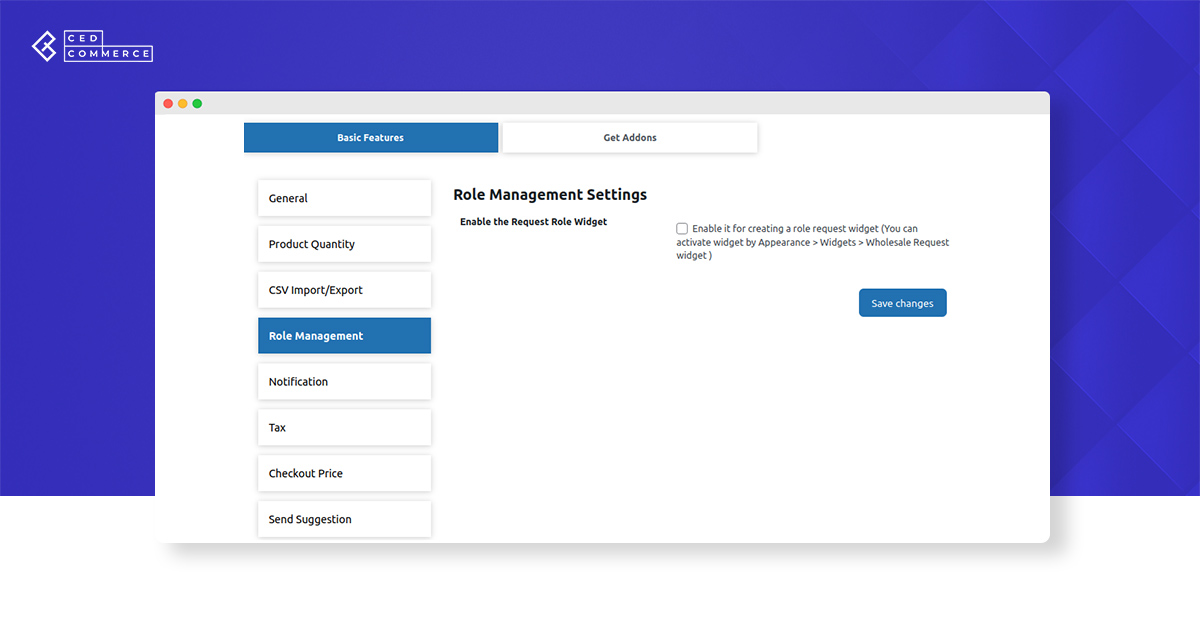 CED
COMMERCE
Basic Features
Get Addons
General
Product Quantity
CSV Import/Export
Role Management
Notification
Tax
Checkout Price
Send Suggestion
Role Management Settings
Enable the Request Role Widget
Enable it for creating a role request widget (You can
activate widget by Appearance > Widgets > Wholesale Request
widget )
Save changes